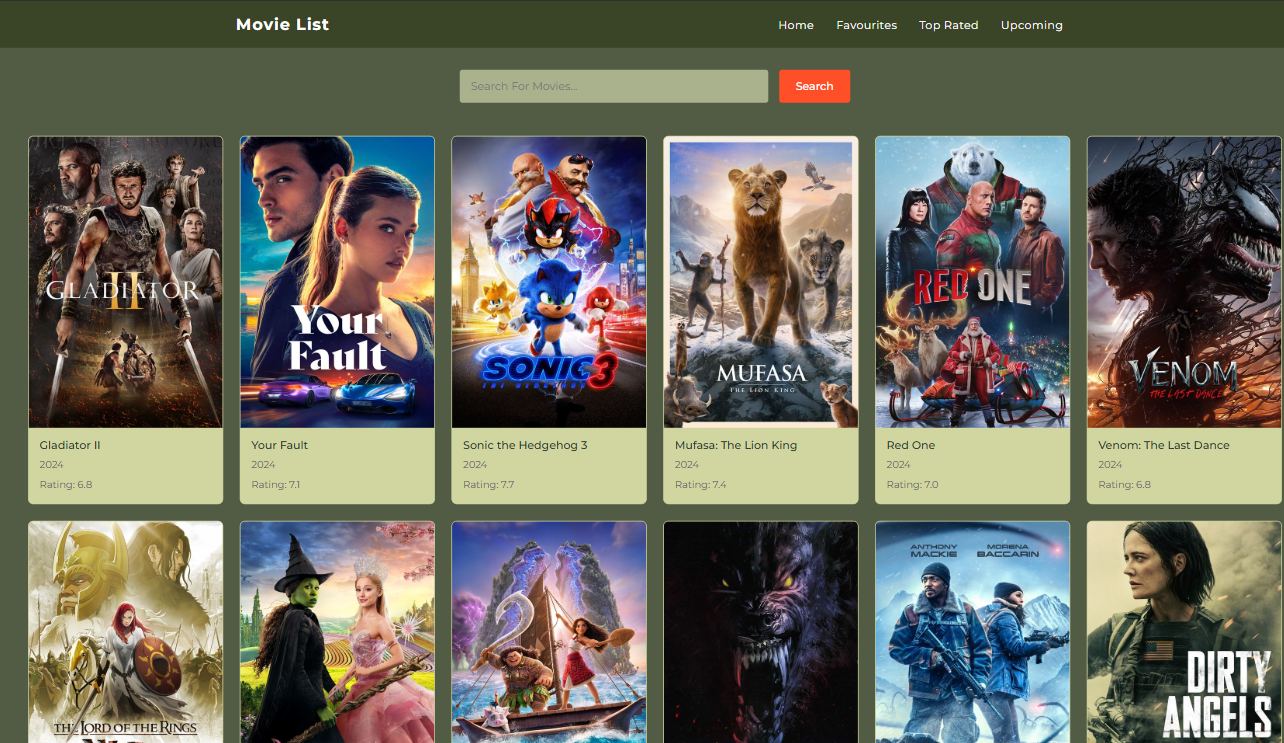 Movie List
Home Favourites Top Rated Upcoming
Search For Movies...
Search
GLADIATOR
II
Your
Fault
SONIC 3
THE HEDGEHOG
MUFASA
THE LION KING
RED ONE
VENOM
THE LAST DANCE
Gladiator II
2024
Rating: 6.8
Your Fault
2024
Rating: 7.1
Sonic the Hedgehog 3
2024
Rating: 7.7
Mufasa: The Lion King
2024
Rating: 7.4
Red One
2024
Rating: 7.0
Venom: The Last Dance
2024
Rating: 6.8
THE LORD OF THE RINGS
ANTHONY
MACKIE
MORENA
BACCARIN
DIRTY
ANGELS